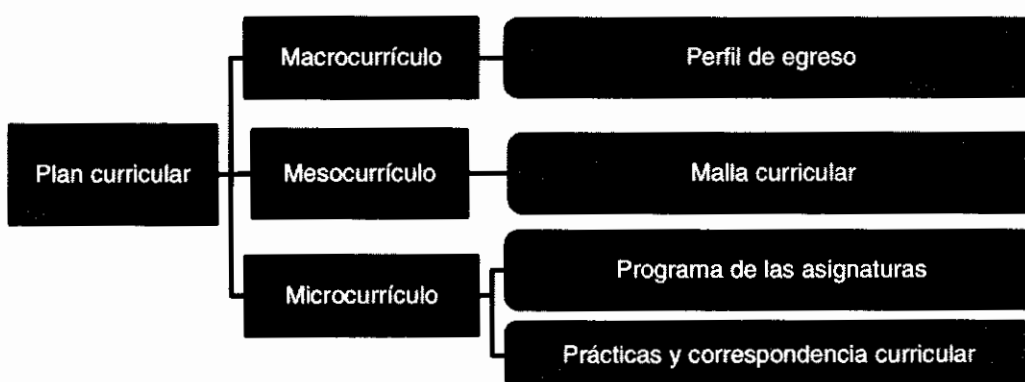 Plan curricular
Macrocurrículo
Perfil de egreso
Mesocurrículo
Malla curricular
Microcurrículo
Programa de las asignaturas
Prácticas y correspondencia curricular